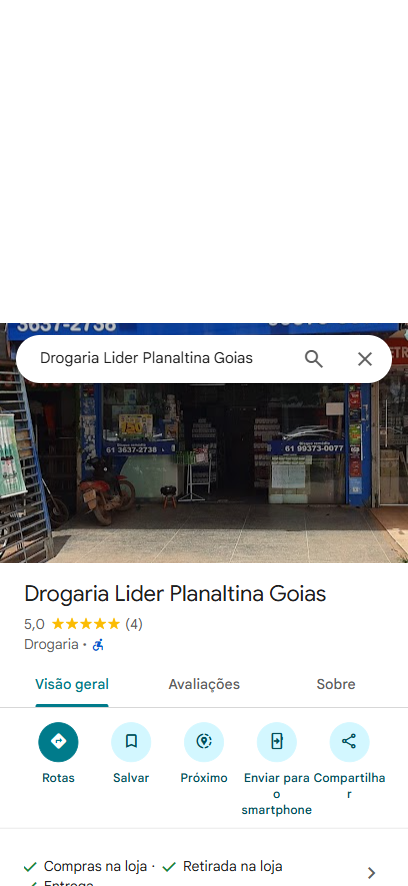 3637-2738
Drogaria Lider Planaltina Goias
61 3637-2738
61 99373-0077
Drogaria Lider Planaltina Goias
5,0 (4)
Drogaria ·
Visão geral
Avaliações
Sobre
Rotas
Salvar
Próximo
Enviar para o smartphone
Compartilhar
Compras na loja · Retirada na loja
Entrega